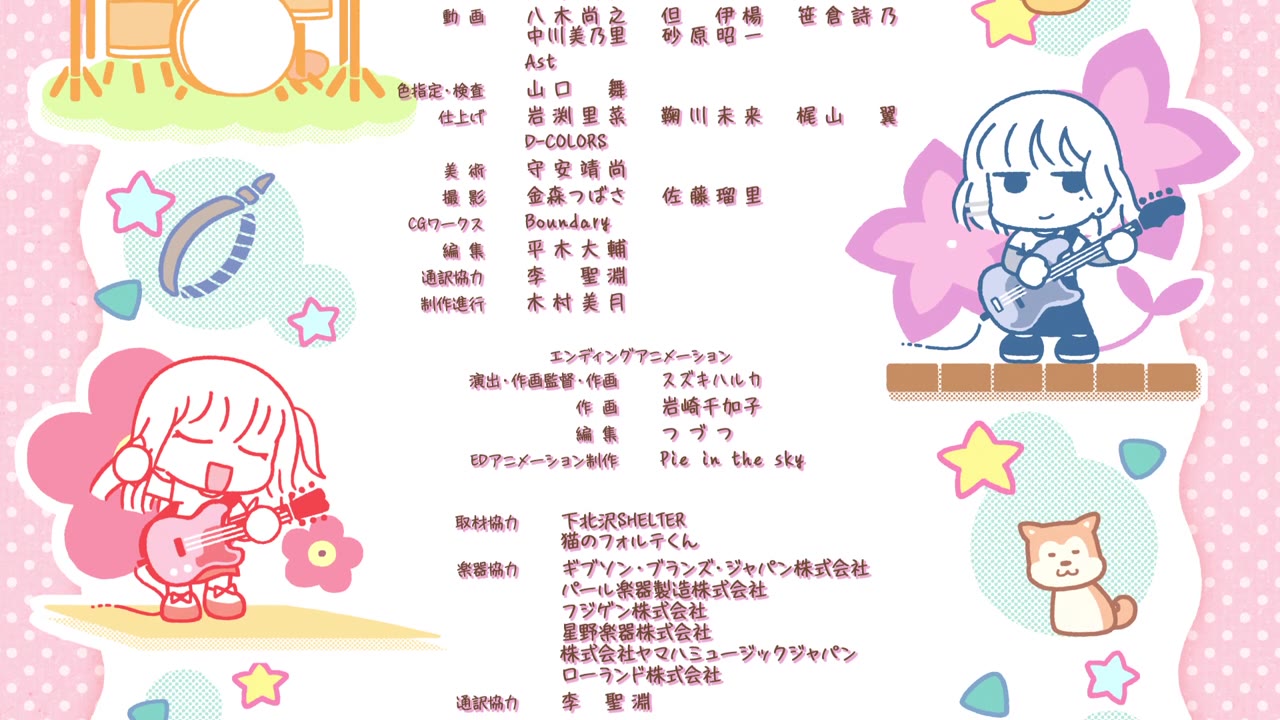 動画 八木尚之 但 伊楊 笹倉詩乃
中川美乃里 砂原昭一
Ast
色指定・検査 山口 舞
仕上げ 岩渕里菜 鞠川未来 梶山 翼
D-COLORS
美術 守安靖尚
撮影 金森つばさ 佐藤瑠里
CGワークス Boundary
編集 平木大輔
通訳協力 李 聖淵
制作進行 木村美月
エンディングアニメーション
演出・作画監督・作画 スズキハルカ
作画 岩崎千加子
編集 つづつ
EDアニメーション制作 Pie in the sky
取材協力 下北沢SHELTER
猫のフォルテくん
楽器協力 ギブソン・ブランズ・ジャパン株式会社
パール楽器製造株式会社
フジゲン株式会社
星野楽器株式会社
株式会社ヤマハミュージックジャパン
ローランド株式会社
通訳協力 李 聖淵